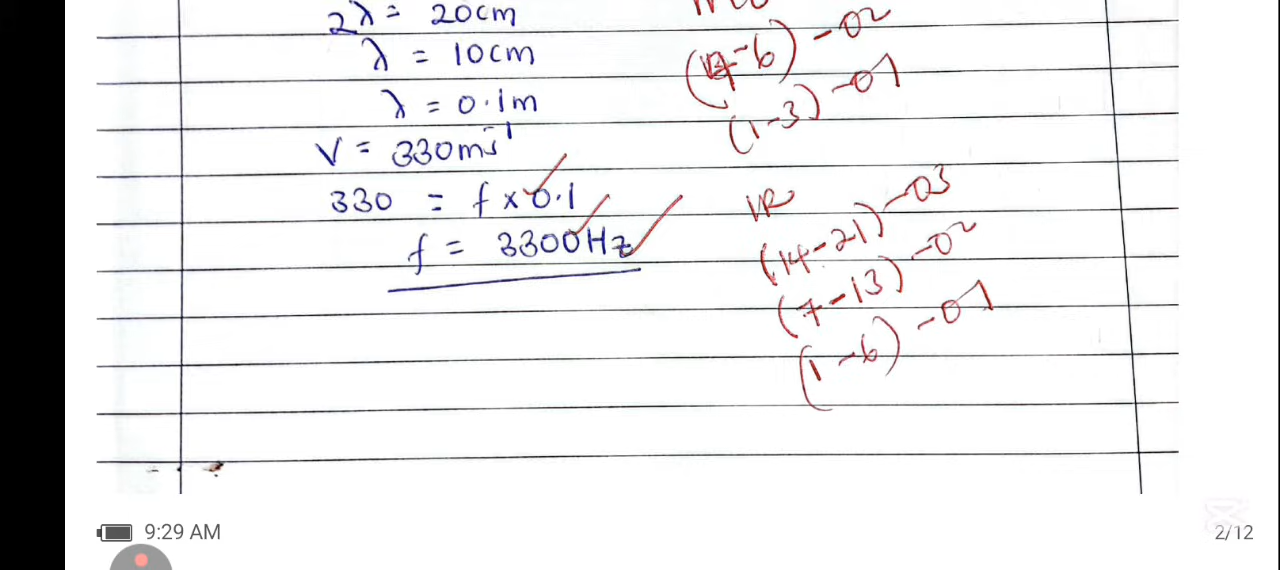 2λ = 20cm
λ = 10cm
λ = 0.1m
V = 330ms⁻¹
330 = f x 0.1
f = 3300Hz
-02
(1-3) -01
(14-21) -03
(7-13) -02
(1-6) -01
9:29 AM
2/12